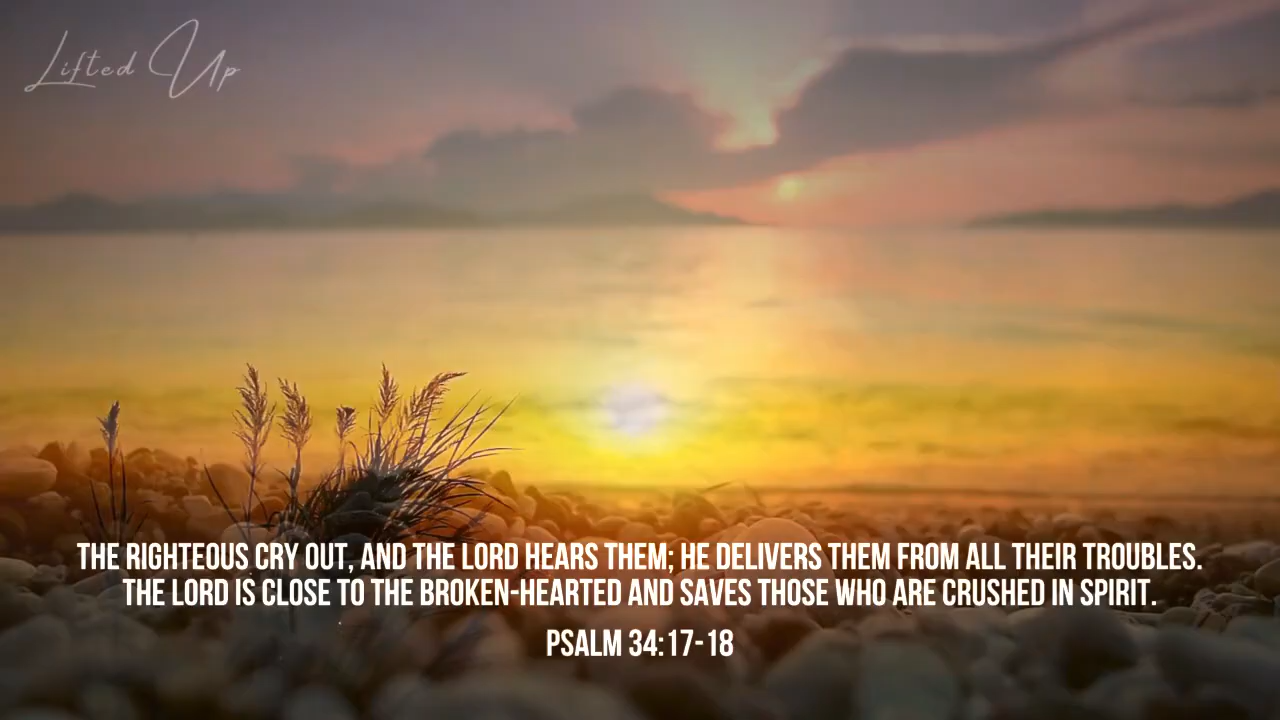 Lifted Up
THE RIGHTEOUS CRY OUT, AND THE LORD HEARS THEM; HE DELIVERS THEM FROM ALL THEIR TROUBLES.
THE LORD IS CLOSE TO THE BROKEN-HEARTED AND SAVES THOSE WHO ARE CRUSHED IN SPIRIT.
PSALM 34:17-18